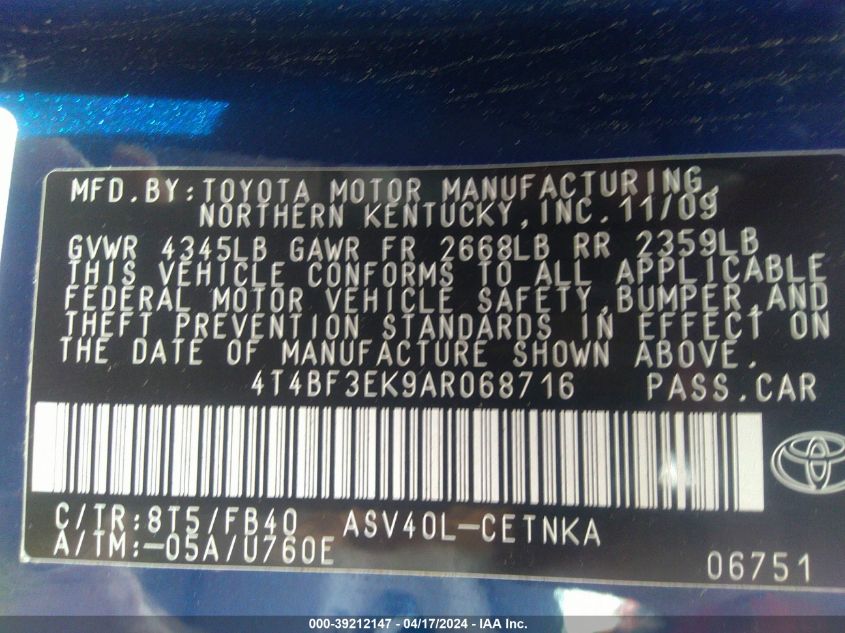 MFD.BY:TOYOTA MOTOR MANUFACTURING,
NORTHERN KENTUCKY,INC.11/09
GVWR 4345LB GAWR FR 2668LB RR 2359LB
THIS VEHICLE CONFORMS TO ALL APPLICABLE
FEDERAL MOTOR VEHICLE SAFETY,BUMPER,AND
THEFT PREVENTION STANDARDS IN EFFECT ON
THE DATE OF MANUFACTURE SHOWN ABOVE.
4T4BF3EK9AR068716 PASS.CAR
C/TR:8T5/FB40 ASV40L-CETNKA
A/TM:-05A/U760E
06751
000-39212147 / 04/17/2024 - IAA Inc.